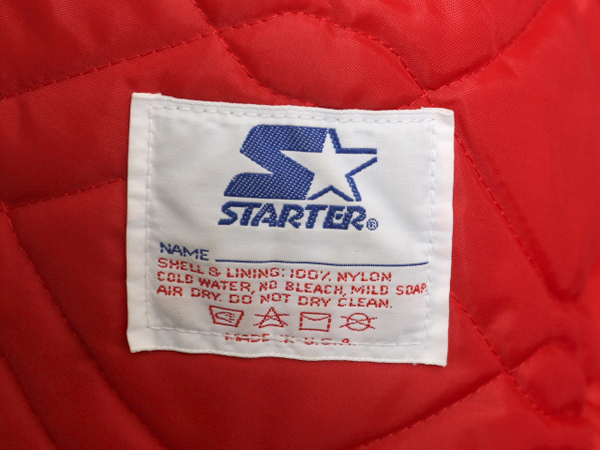 STARTER®
NAME
SHELL & LINING: 100% NYLON
COLD WATER, NO BLEACH, MILD SOAP
AIR DRY. DO NOT DRY CLEAN.
MADE IN U.S.A.